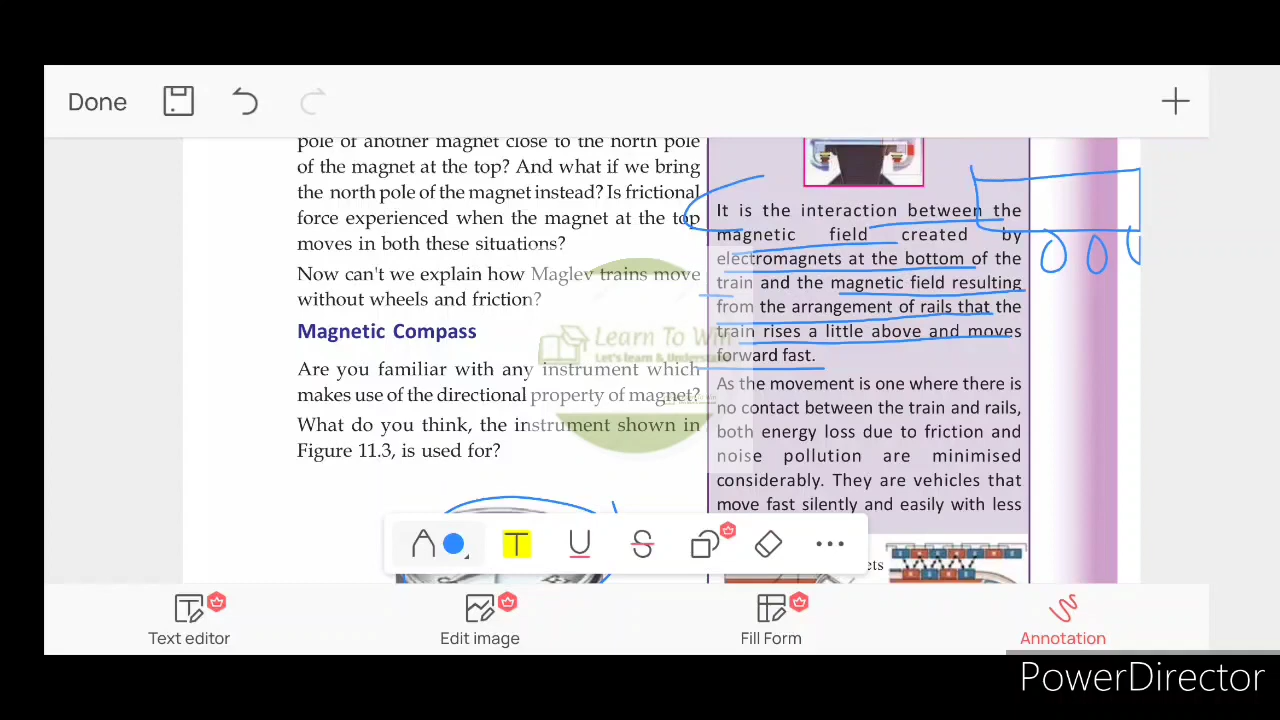 Done
pole of another magnet close to the north pole
of the magnet at the top? And what if we bring
the north pole of the magnet instead? Is frictional
force experienced when the magnet at the top
moves in both these situations?
Now can't we explain how Maglev trains move
without wheels and friction?
Magnetic Compass
Are you familiar with any instrument which
makes use of the directional property of magnet?
What do you think, the instrument shown in
Figure 11.3, is used for?
It is the interaction between the
magnetic field created by
electromagnets at the bottom of the
train and the magnetic field resulting
from the arrangement of rails that the
train rises a little above and moves
forward fast.
As the movement is one where there is
no contact between the train and rails,
both energy loss due to friction and
noise pollution are minimised
considerably. They are vehicles that
move fast silently and easily with less
ets
Learn To Win
Let's learn & Understand
T
U
S
Text editor
Edit image
Fill Form
Annotation
PowerDirector